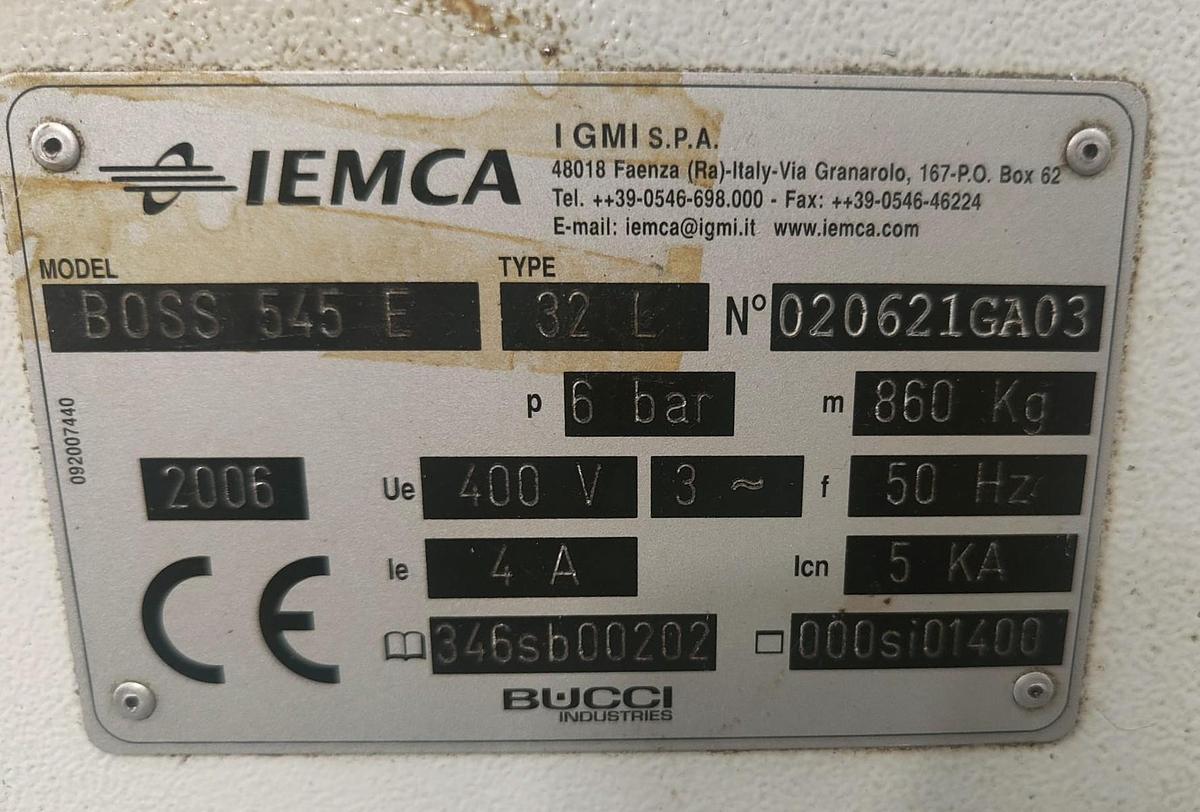 IEMCA
I GMI S.P.A.
48018 Faenza (Ra)-Italy-Via Granarolo, 167-P.O. Box 62
Tel. ++39-0546-698.000 - Fax: ++39-0546-46224
E-mail: iemca@igmi.it www.iemca.com
MODEL TYPE
BOSS 545 E 32 L N° 020621GA03
p 6 bar m 860 Kg
092007440
2006 Ue 400 V 3 ~ f 50 Hz
Ie 4 A Icn 5 KA
CE
346sb00202 000si01400
BUCCI
INDUSTRIES